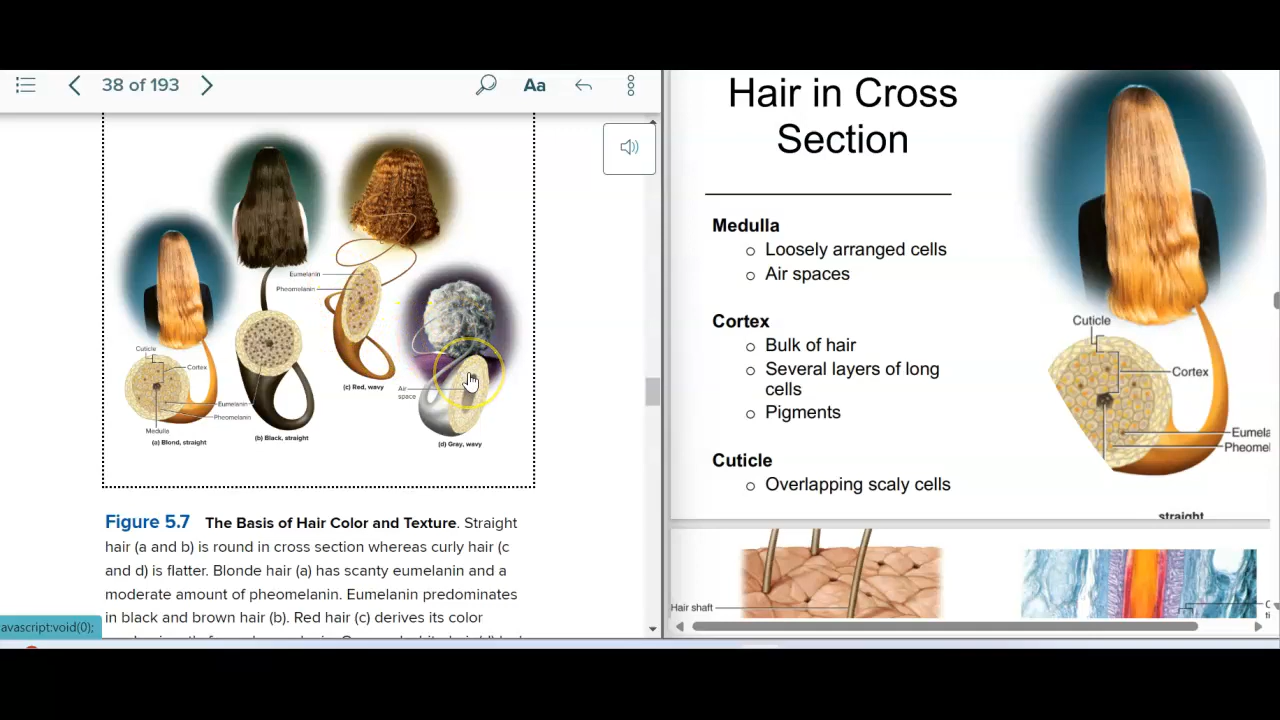 38 of 193
Aa
Eumelanin
Pheomelanin
Cuticle
Cortex
(c) Red, wavy
Air
space
Eumelanin
Pheomelanin
Medulla
(a) Blond, straight
(b) Black, straight
(d) Gray, wavy
Figure 5.7 The Basis of Hair Color and Texture. Straight
hair (a and b) is round in cross section whereas curly hair (c
and d) is flatter. Blonde hair (a) has scanty eumelanin and a
moderate amount of pheomelanin. Eumelanin predominates
in black and brown hair (b). Red hair (c) derives its color
avascript:void(0);
Hair in Cross
Section
Medulla
o Loosely arranged cells
o Air spaces
Cortex
o Bulk of hair
o Several layers of long
cells
o Pigments
Cuticle
o Overlapping scaly cells
Cuticle
Cortex
Eumela
Pheomel
straight
Hair shaft